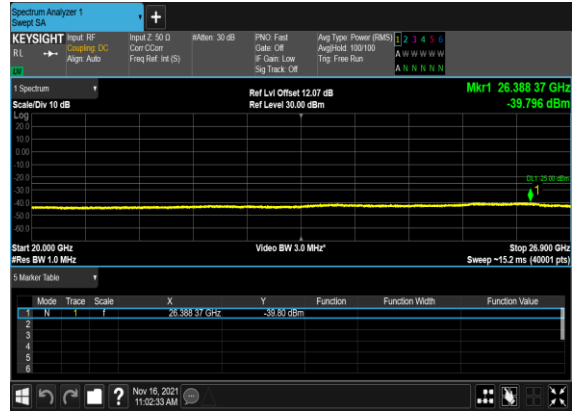 Spectrum Analyzer 1
Swept SA
+
KEYSIGHT Input: RF Input Z: 50 Ω #Atten: 30 dB PNO: Fast Avg Type: Power (RMS) 1 2 3 4 5 6
RL Coupling: DC Corr CCorr Gate: Off Avg|Hold: 100/100 A W W W W W
Align: Auto Freq Ref: Int (S) IF Gain: Low Trig: Free Run
Sig Track: Off A N N N N N
1 Spectrum Ref Lvl Offset 12.07 dB Mkr1 26.388 37 GHz
Scale/Div 10 dB Ref Level 30.00 dBm -39.796 dBm
Log
20.0
10.0
0.00
-10.0
-20.0
DL1 -25.00 dBm
-30.0
1
-40.0
-50.0
-60.0
Start 20.000 GHz Video BW 3.0 MHz* Stop 26.900 GHz
#Res BW 1.0 MHz Sweep ~15.2 ms (40001 pts)
5 Marker Table
Mode Trace Scale X Y Function Function Width Function Value
1 N 1 f 26.388 37 GHz -39.80 dBm
2
3
4
5
6
? Nov 16, 2021
11:02:33 AM